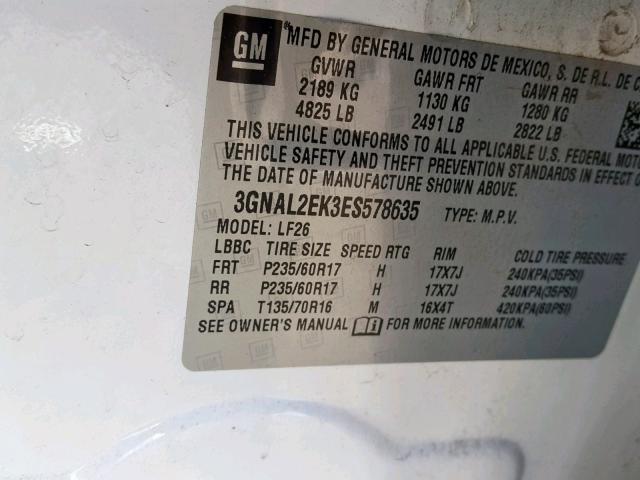 GM
MFD BY GENERAL MOTORS DE MEXICO, S. DE R.L. DE C
GVWR GAWR FRT GAWR RR
2189 KG 1130 KG 1280 KG
4825 LB 2491 LB 2822 LB
THIS VEHICLE CONFORMS TO ALL APPLICABLE U.S. FEDERAL MOTOR
VEHICLE SAFETY AND THEFT PREVENTION STANDARDS IN EFFECT
THE DATE OF MANUFACTURE SHOWN ABOVE.
3GNAL2EK3ES578635 TYPE: M.P.V.
MODEL: LF26
LBBC TIRE SIZE SPEED RTG RIM COLD TIRE PRESSURE
FRT P235/60R17 H 17X7J 240KPA(35PSI)
RR P235/60R17 H 17X7J 240KPA(35PSI)
SPA T135/70R16 M 16X4T 420KPA(60PSI)
SEE OWNER'S MANUAL FOR MORE INFORMATION.